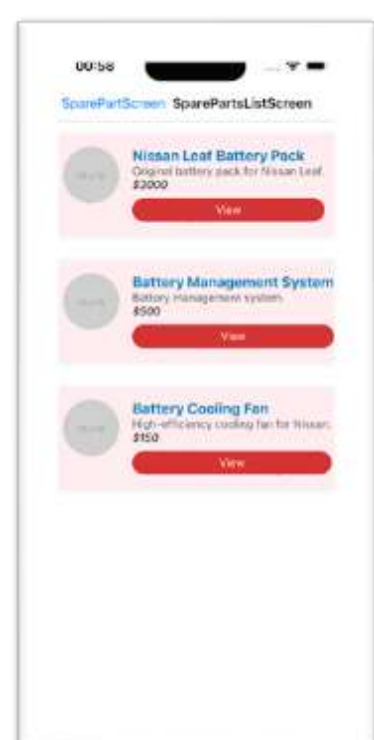 00:58
SparePartScreen SparePartsListScreen
Nissan Leaf Battery Pack
Original battery pack for Nissan Leaf.
$3000
View
Battery Management System
Battery management system.
$500
View
Battery Cooling Fan
High-efficiency cooling fan for Nissan.
$150
View